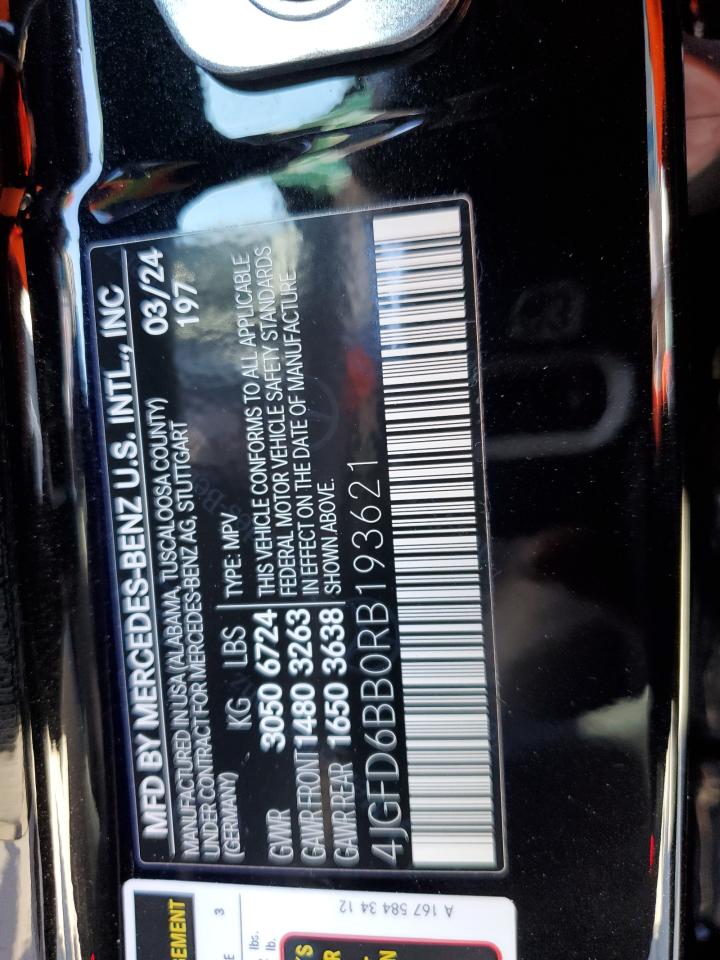 MFD BY MERCEDES-BENZ U.S. INTL., INC
MANUFACTURED IN USA (ALABAMA, TUSCALOOSA COUNTY) 03/24
UNDER CONTRACT FOR MERCEDES-BENZ AG, STUTTGART 197
(GERMANY) KG LBS TYPE: MPV
GVWR 3050 6724 THIS VEHICLE CONFORMS TO ALL APPLICABLE
FEDERAL MOTOR VEHICLE SAFETY STANDARDS
GAWR FRONT 1480 3263 IN EFFECT ON THE DATE OF MANUFACTURE
GAWR REAR 1650 3638 SHOWN ABOVE.
4JGFD6BB0RB193621
A 167 584 34 12
3
lbs.
lb.